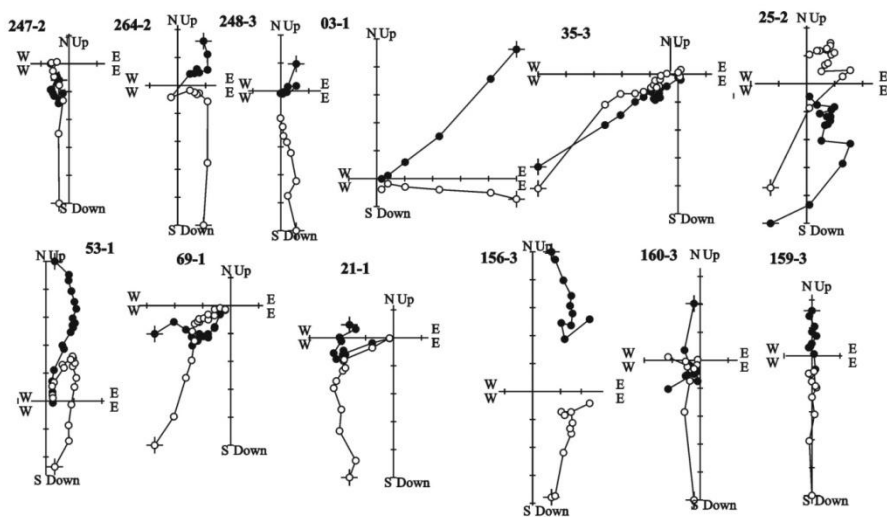 247-2
N Up
W E
W E
S Down
264-2
N Up
W E
W E
S Down
248-3
N Up
W E
W E
S Down
03-1
N Up
W E
W E
S Down
35-3
N Up
W E
W E
S Down
25-2
N Up
W E
W E
S Down
53-1
N Up
W E
W E
S Down
69-1
N Up
W E
W E
S Down
21-1
N Up
W E
W E
S Down
156-3
N Up
W E
W E
S Down
160-3
N Up
W E
W E
S Down
159-3
N Up
W E
W E
S Down